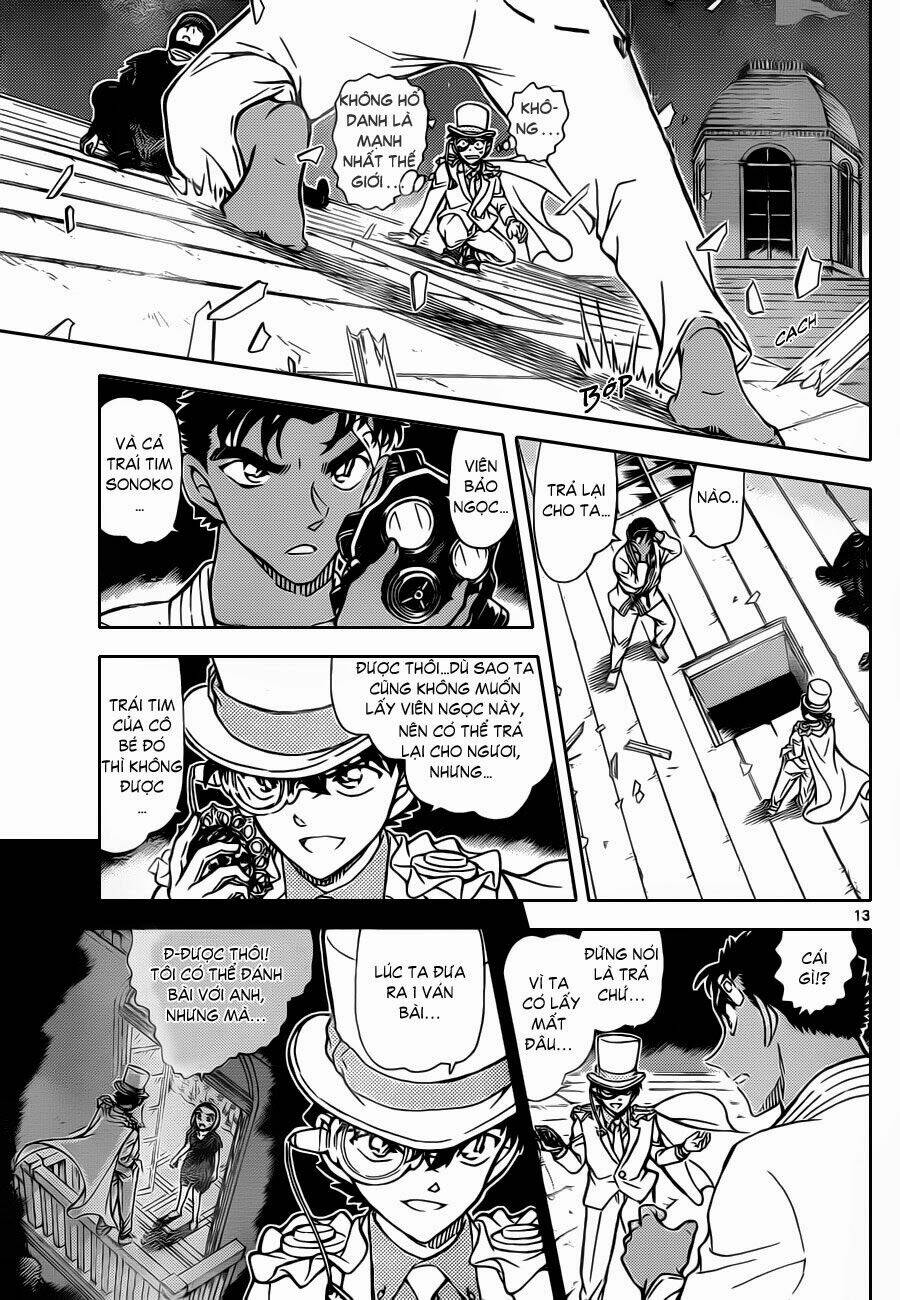 KHÔNG HỔ
DANH LÀ
MẠNH
NHẤT THẾ
GIỚI...
KHÔ-
NG...
CẠCH
BỐP
NÀO..
TRẢ LẠI
CHO TA...
VIÊN
BẢO
NGỌC...
VÀ CẢ
TRÁI TIM
SONOKO
...
ĐƯỢC THÔI...DÙ SAO TA
CŨNG KHÔNG MUỐN
LẤY VIÊN NGỌC NÀY,
NÊN CÓ THỂ TRẢ
LẠI CHO NGƯƠI,
NHƯNG...
TRÁI TIM
CỦA CÔ
BÉ ĐÓ
THÌ KHÔNG
ĐƯỢC
...
13
CÁI
GÌ!?
ĐỪNG NÓI
LÀ TRẢ
CHỨ...
VÌ TA
CÓ LẤY
MẤT
ĐÂU...
LÚC TA ĐƯA
RA 1 VÁN
BÀI...
Đ-ĐƯỢC THÔI!
TÔI CÓ THỂ ĐÁNH
BÀI VỚI ANH,
NHƯNG MÀ...